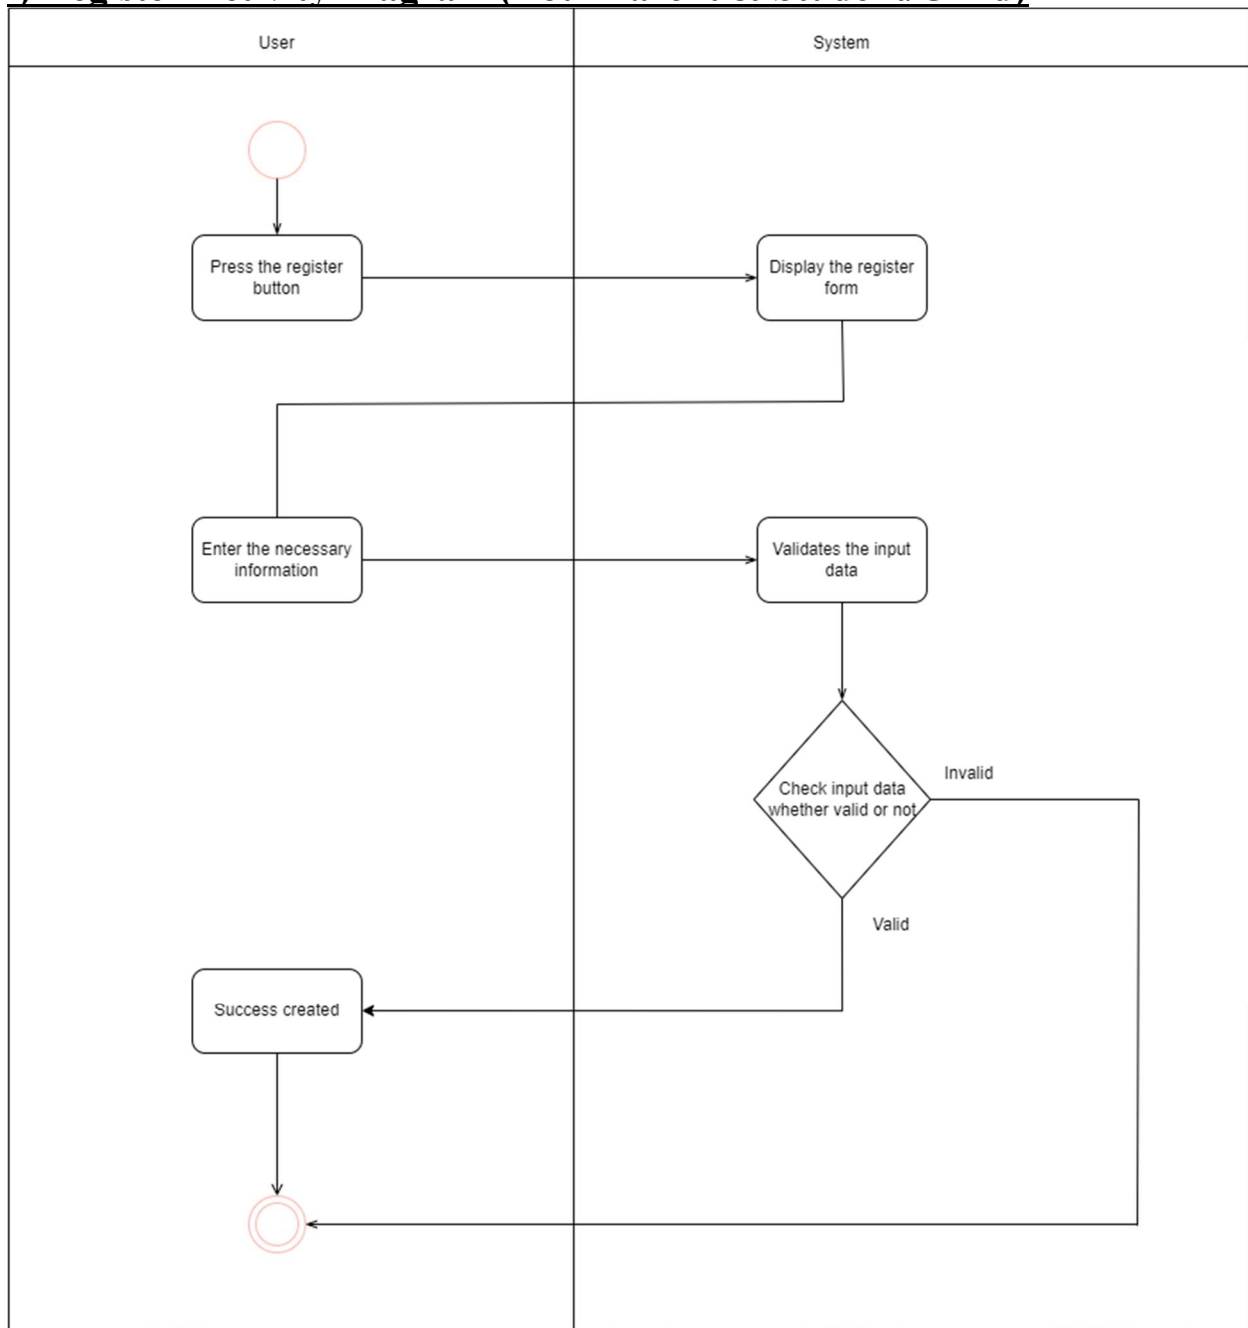 User
System
Press the register
button
Display the register
form
Enter the necessary
information
Validates the input
data
Check input data
whether valid or not
Invalid
Valid
Success created